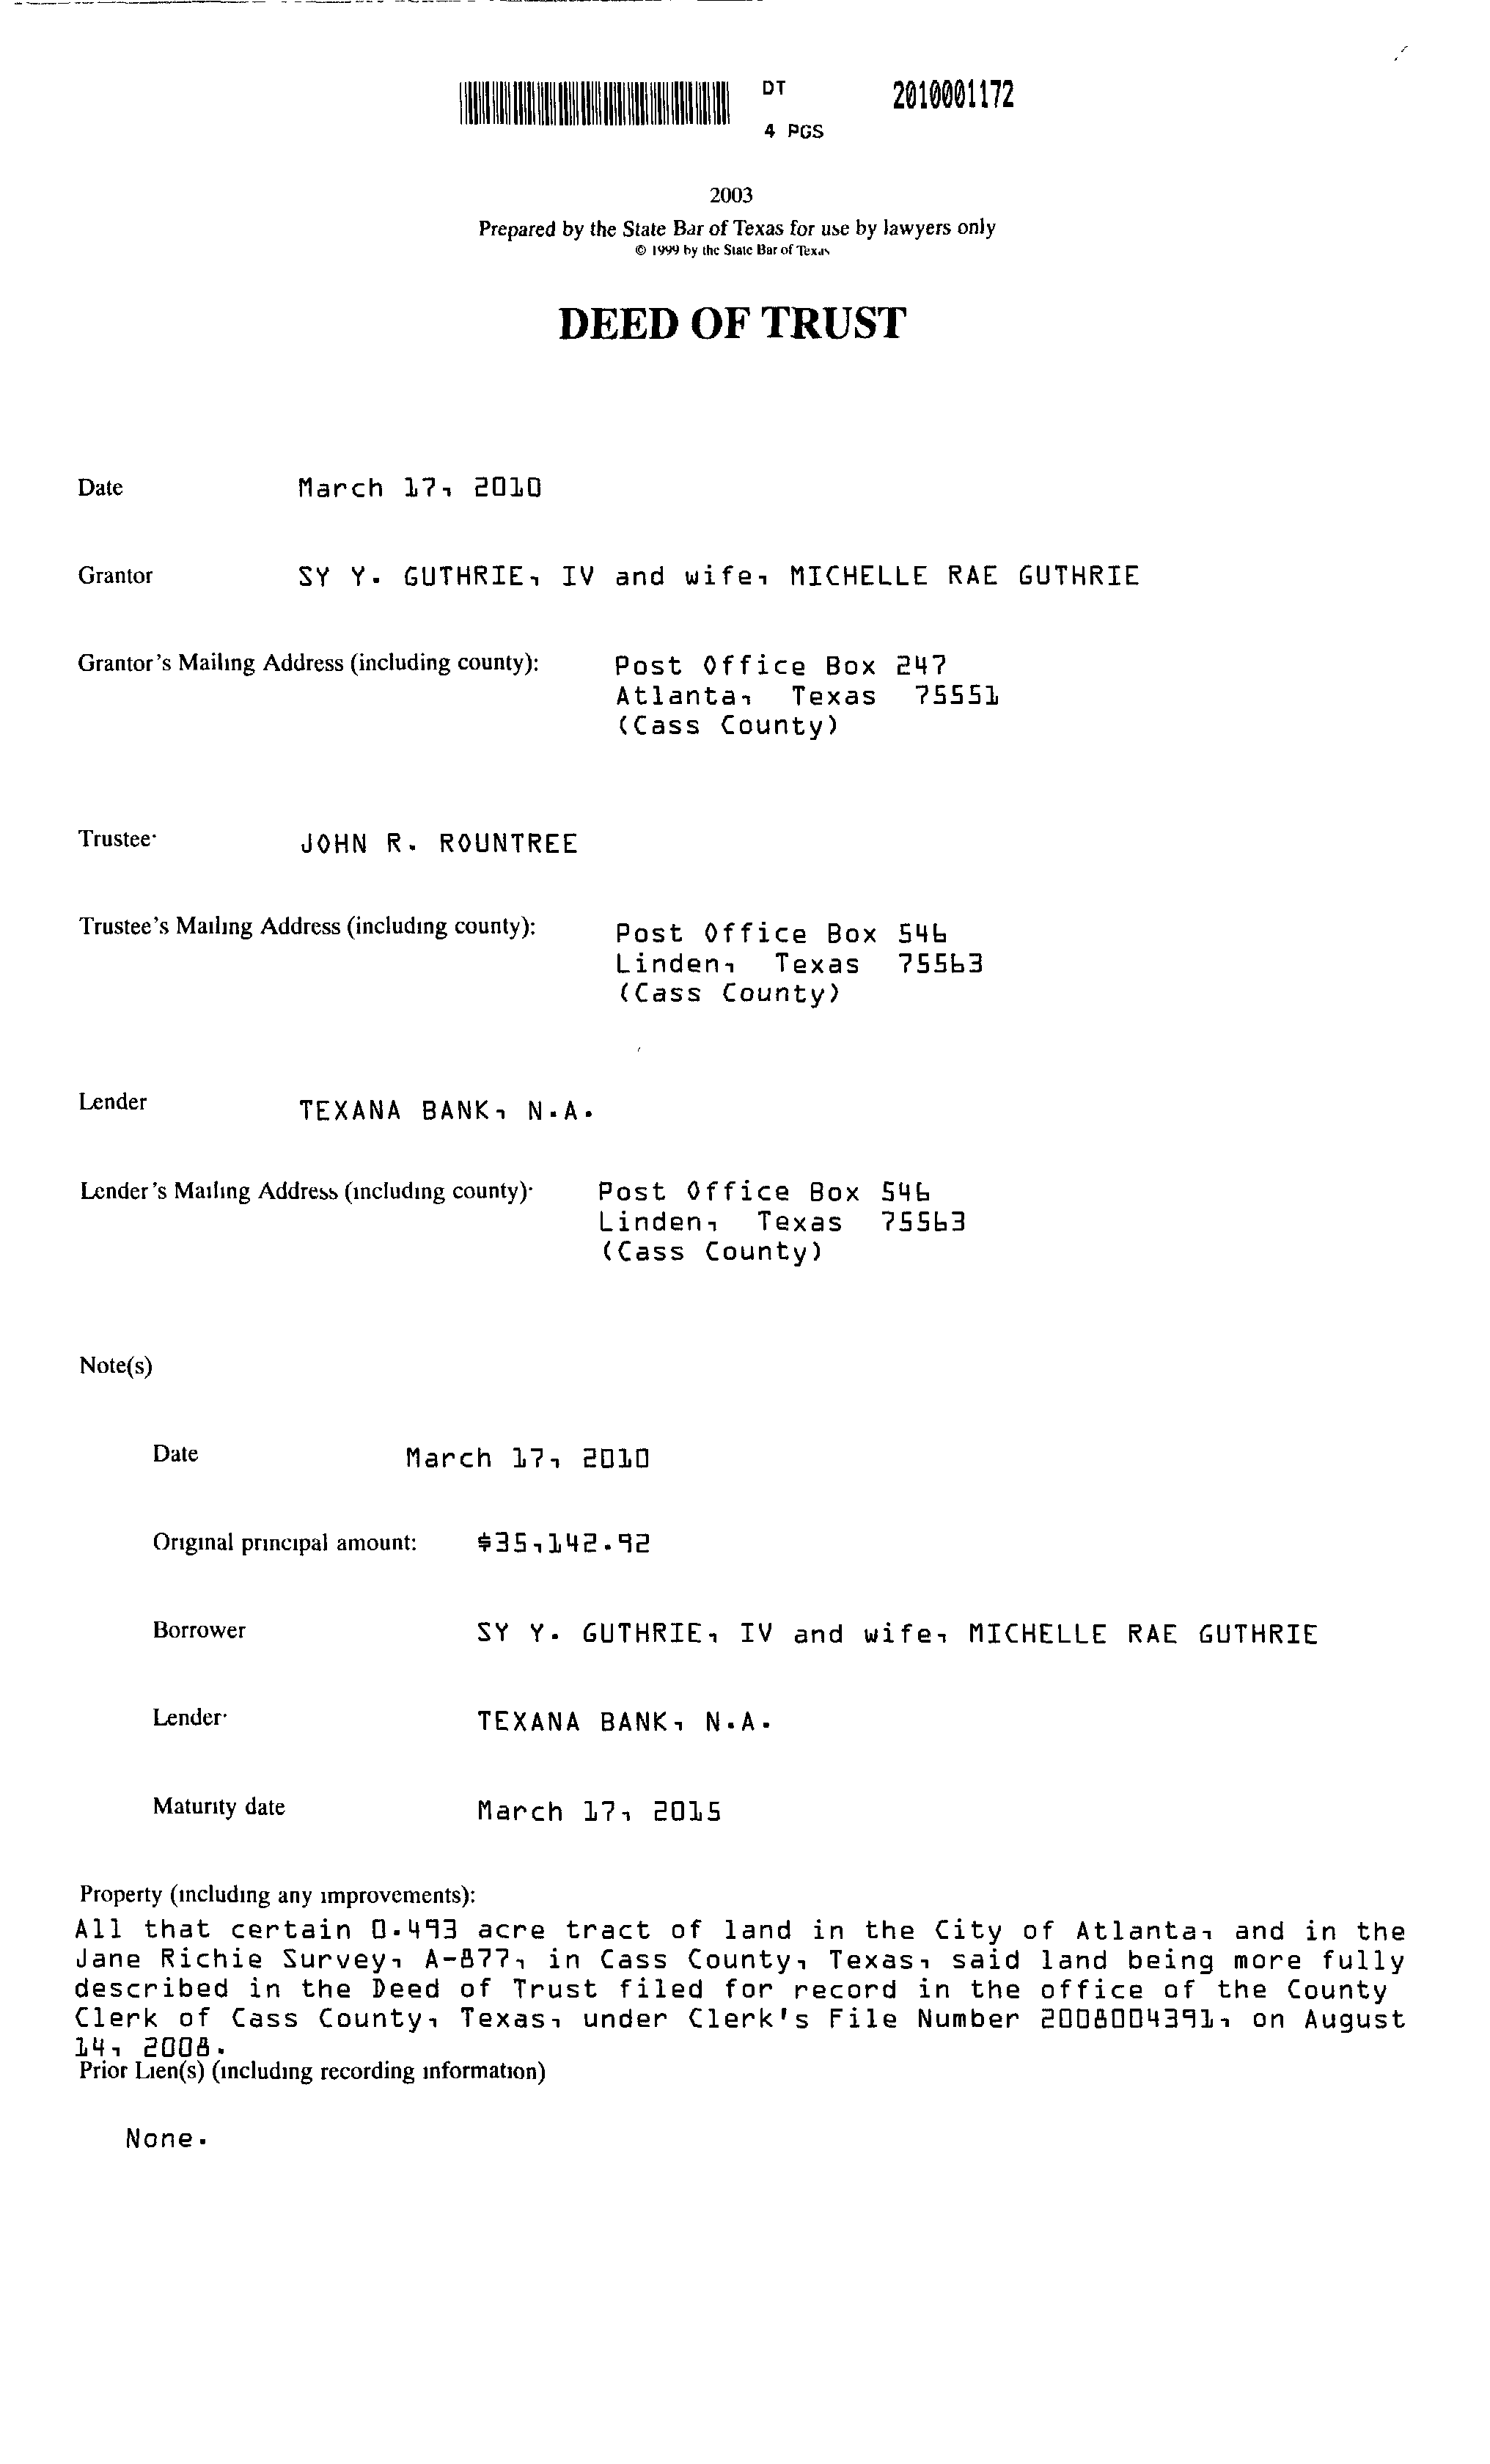 DT 2010001172
4 PGS
2003
Prepared by the State Bar of Texas for use by lawyers only
© 1999 by the State Bar of Texas
DEED OF TRUST
Date March 17, 2010
Grantor SY Y. GUTHRIE, IV and wife, MICHELLE RAE GUTHRIE
Grantor's Mailing Address (including county): Post Office Box 247
Atlanta, Texas 75551
(Cass County)
Trustee· JOHN R. ROUNTREE
Trustee's Mailing Address (including county): Post Office Box 546
Linden, Texas 75563
(Cass County)
Lender TEXANA BANK, N.A.
Lender's Mailing Address (including county)· Post Office Box 546
Linden, Texas 75563
(Cass County)
Note(s)
Date March 17, 2010
Original principal amount: $35,142.92
Borrower SY Y. GUTHRIE, IV and wife, MICHELLE RAE GUTHRIE
Lender· TEXANA BANK, N.A.
Maturity date March 17, 2015
Property (including any improvements):
All that certain 0.493 acre tract of land in the City of Atlanta, and in the
Jane Richie Survey, A-877, in Cass County, Texas, said land being more fully
described in the Deed of Trust filed for record in the office of the County
Clerk of Cass County, Texas, under Clerk's File Number 2008004391, on August
14, 2008.
Prior Lien(s) (including recording information)
None.